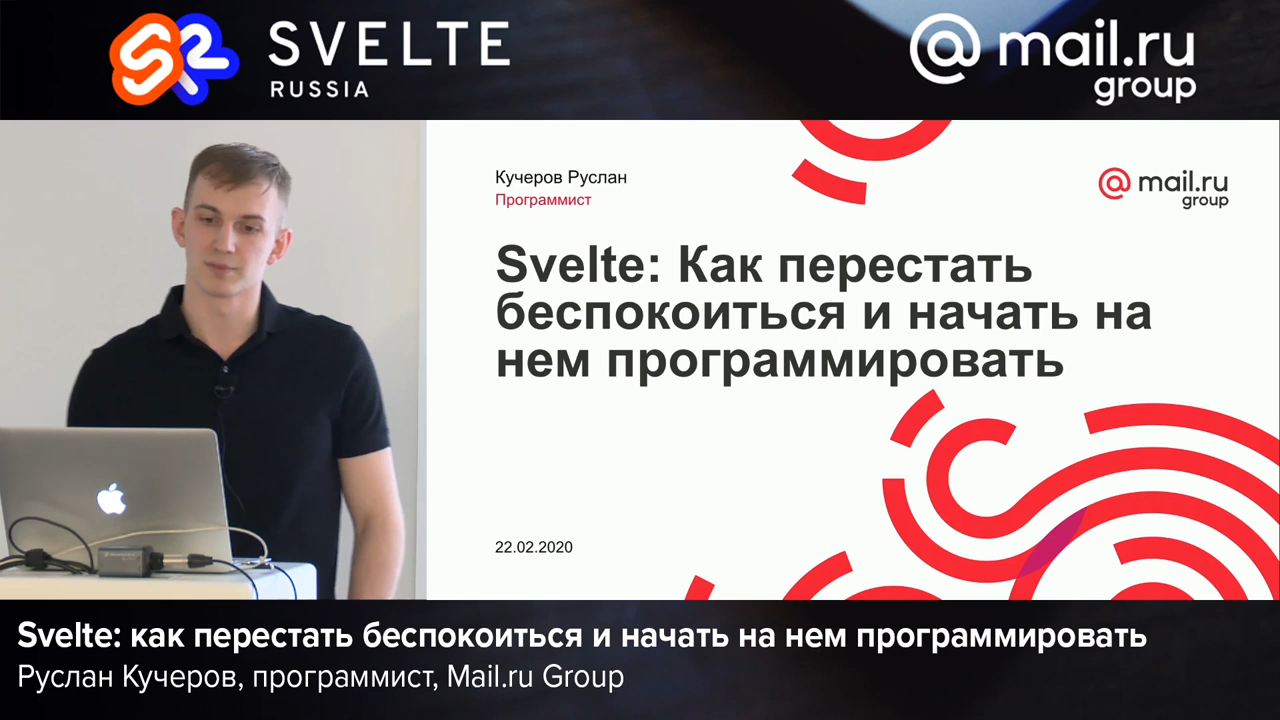 SVELTE
RUSSIA
@mail.ru
group
Кучеров Руслан
Программист
@mail.ru
group
Svelte: Как перестать
беспокоиться и начать на
нем программировать
22.02.2020
Svelte: как перестать беспокоиться и начать на нем программировать
Руслан Кучеров, программист, Mail.ru Group